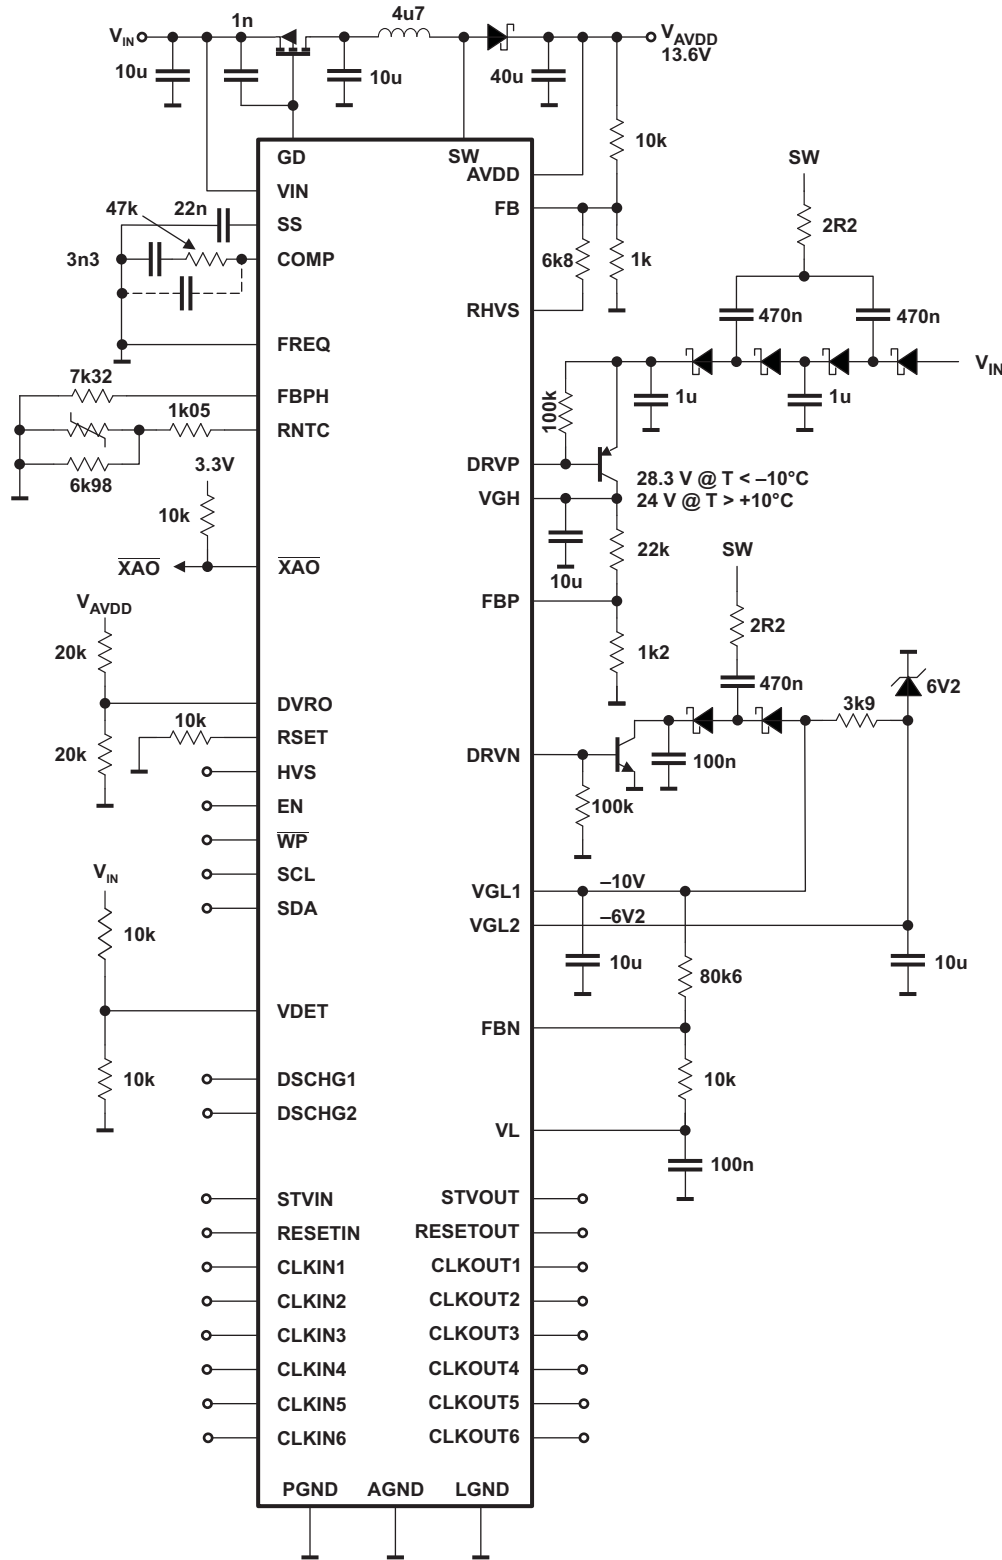 1n
4u7
V_IN
V_AVDD
13.6V
10u
10u
40u
10k
GD
SW
AVDD
VIN
FB
SW
2R2
47k
22n
SS
3n3
COMP
6k8
1k
RHVS
470n
470n
FREQ
V_IN
7k32
FBPH
1k05
RNTC
100k
1u
1u
6k98
3.3V
DRVP
28.3 V @ T < –10°C
24 V @ T > +10°C
VGH
10k
22k
SW
XAO
XAO
10u
FBP
V_AVDD
2R2
20k
1k2
470n
6V2
DVRO
3k9
10k
RSET
20k
DRVN
100n
HVS
EN
100k
WP
SCL
V_IN
VGL1
–10V
SDA
VGL2
–6V2
10k
10u
80k6
10u
VDET
FBN
10k
DSCHG1
10k
DSCHG2
VL
100n
STVIN
STVOUT
RESETIN
RESETOUT
CLKIN1
CLKOUT1
CLKIN2
CLKOUT2
CLKIN3
CLKOUT3
CLKIN4
CLKOUT4
CLKIN5
CLKOUT5
CLKIN6
CLKOUT6
PGND
AGND
LGND